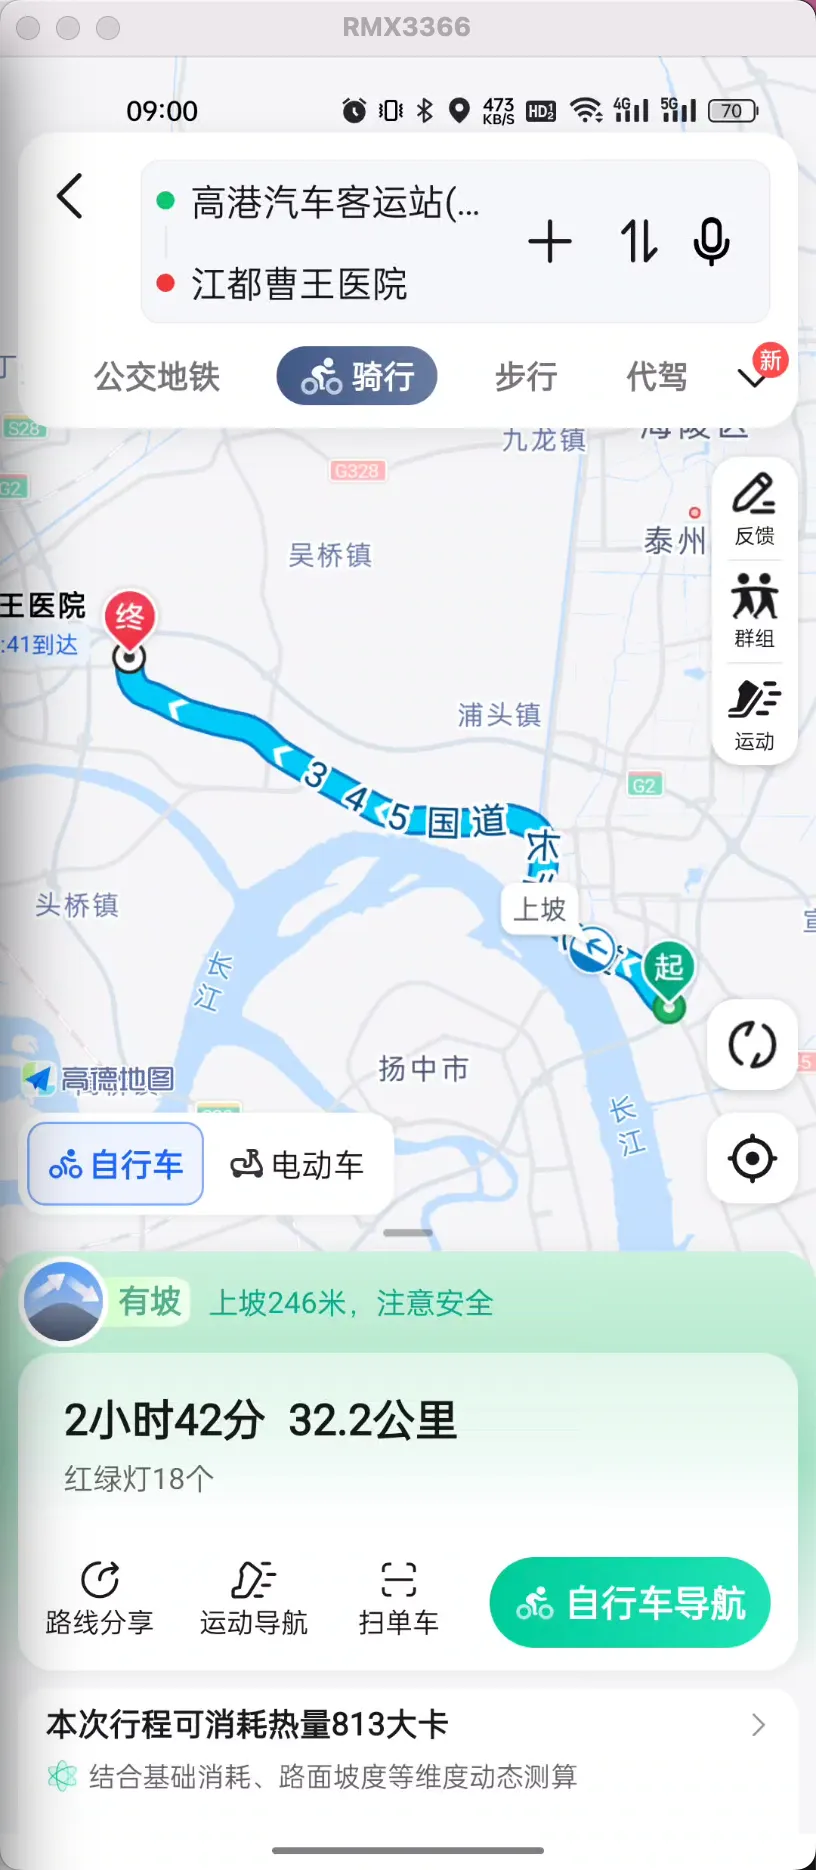 RMX3366
09:00
473 KB/S HD 1 2 4G 5G 70
高港汽车客运站(...
江都曹王医院
公交地铁 骑行 步行 代驾 新
S28
G2
G328
九龙镇
海陵区
吴桥镇
泰州
反馈
群组
运动
王医院
终
:41到达
浦头镇
G2
345国道
上坡
起
头桥镇
长江
扬中市
长江
高德地图
自行车 电动车
有坡 上坡246米，注意安全
2小时42分 32.2公里
红绿灯18个
路线分享 运动导航 扫单车 自行车导航
本次行程可消耗热量813大卡
结合基础消耗、路面坡度等维度动态测算